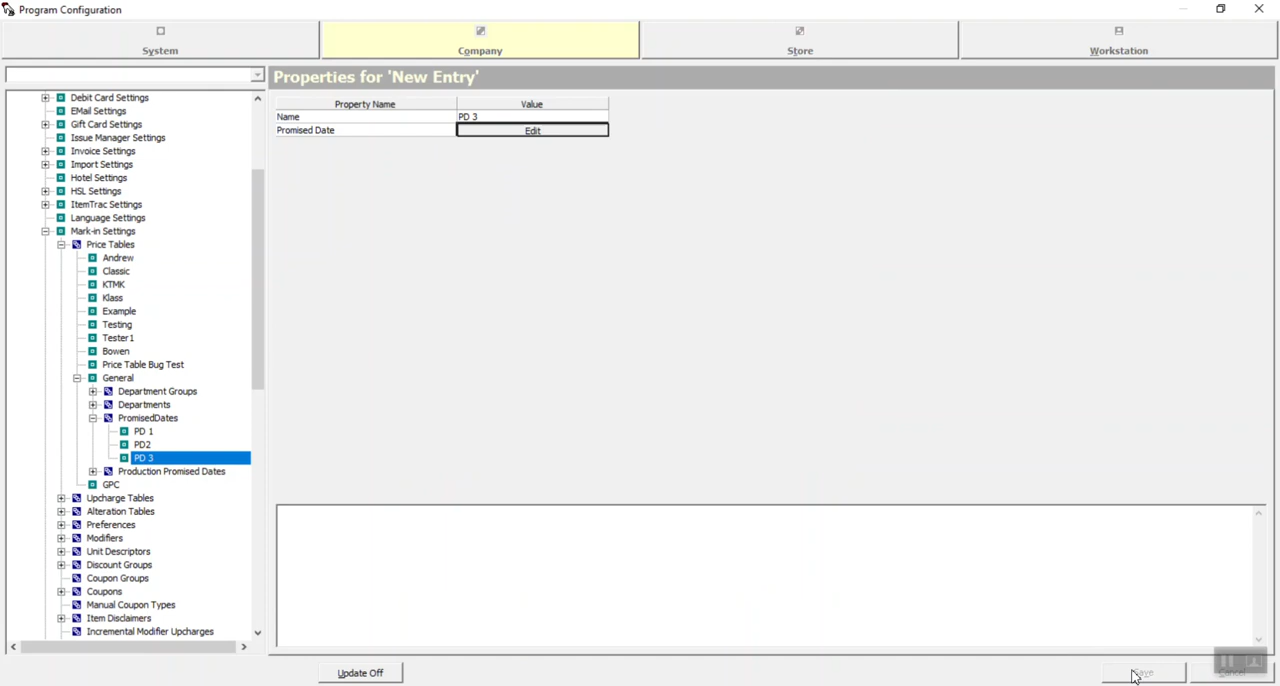 Program Configuration
System
Company
Store
Workstation
Properties for 'New Entry'
Property Name
Value
Name
PD 3
Promised Date
Edit
Debit Card Settings
EMail Settings
Gift Card Settings
Issue Manager Settings
Invoice Settings
Import Settings
Hotel Settings
HSL Settings
ItemTrac Settings
Language Settings
Mark-in Settings
Price Tables
Andrew
Classic
KTMK
Klass
Example
Testing
Tester1
Bowen
Price Table Bug Test
General
Department Groups
Departments
PromisedDates
PD 1
PD2
PD 3
Production Promised Dates
GPC
Upcharge Tables
Alteration Tables
Preferences
Modifiers
Unit Descriptors
Discount Groups
Coupon Groups
Coupons
Manual Coupon Types
Item Disclaimers
Incremental Modifier Upcharges
Update Off
Save
Cancel